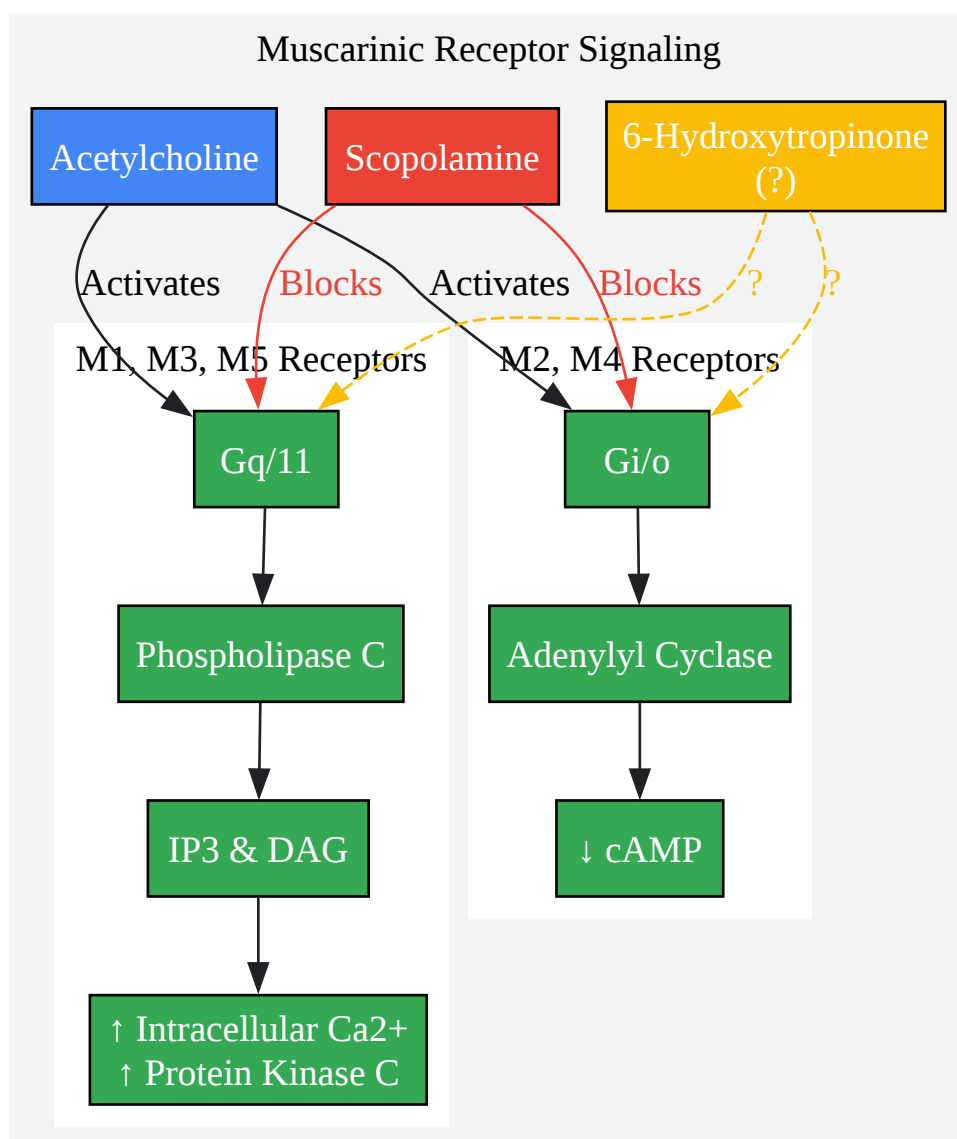 Muscarinic Receptor Signaling
Acetylcholine
Scopolamine
6-Hydroxytropinone
(?)
Activates
Blocks
Activates
Blocks
?
?
M1, M3, M5 Receptors
M2, M4 Receptors
Gq/11
Gi/o
Phospholipase C
Adenylyl Cyclase
IP3 & DAG
↓ cAMP
↑ Intracellular Ca2+
↑ Protein Kinase C